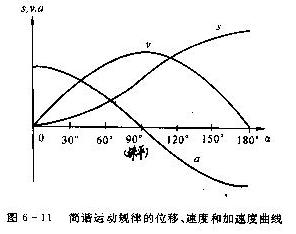 s,v,a
s
v
0 30° 60° 90° 120° 150° 180° α
a
图 6-11 简谐运动规律的位移、速度和加速度曲线